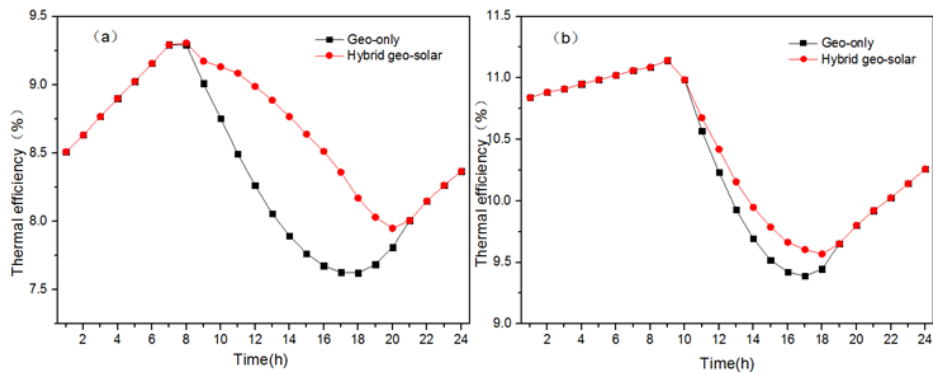 (a)
Geo-only
Hybrid geo-solar
Thermal efficiency (%)
9.5
9.0
8.5
8.0
7.5
2 4 6 8 10 12 14 16 18 20 22 24
Time(h)
(b)
Geo-only
Hybrid geo-solar
Thermal efficiency (%)
11.0
10.5
10.0
9.5
9.0
2 4 6 8 10 12 14 16 18 20 22 24
Time(h)